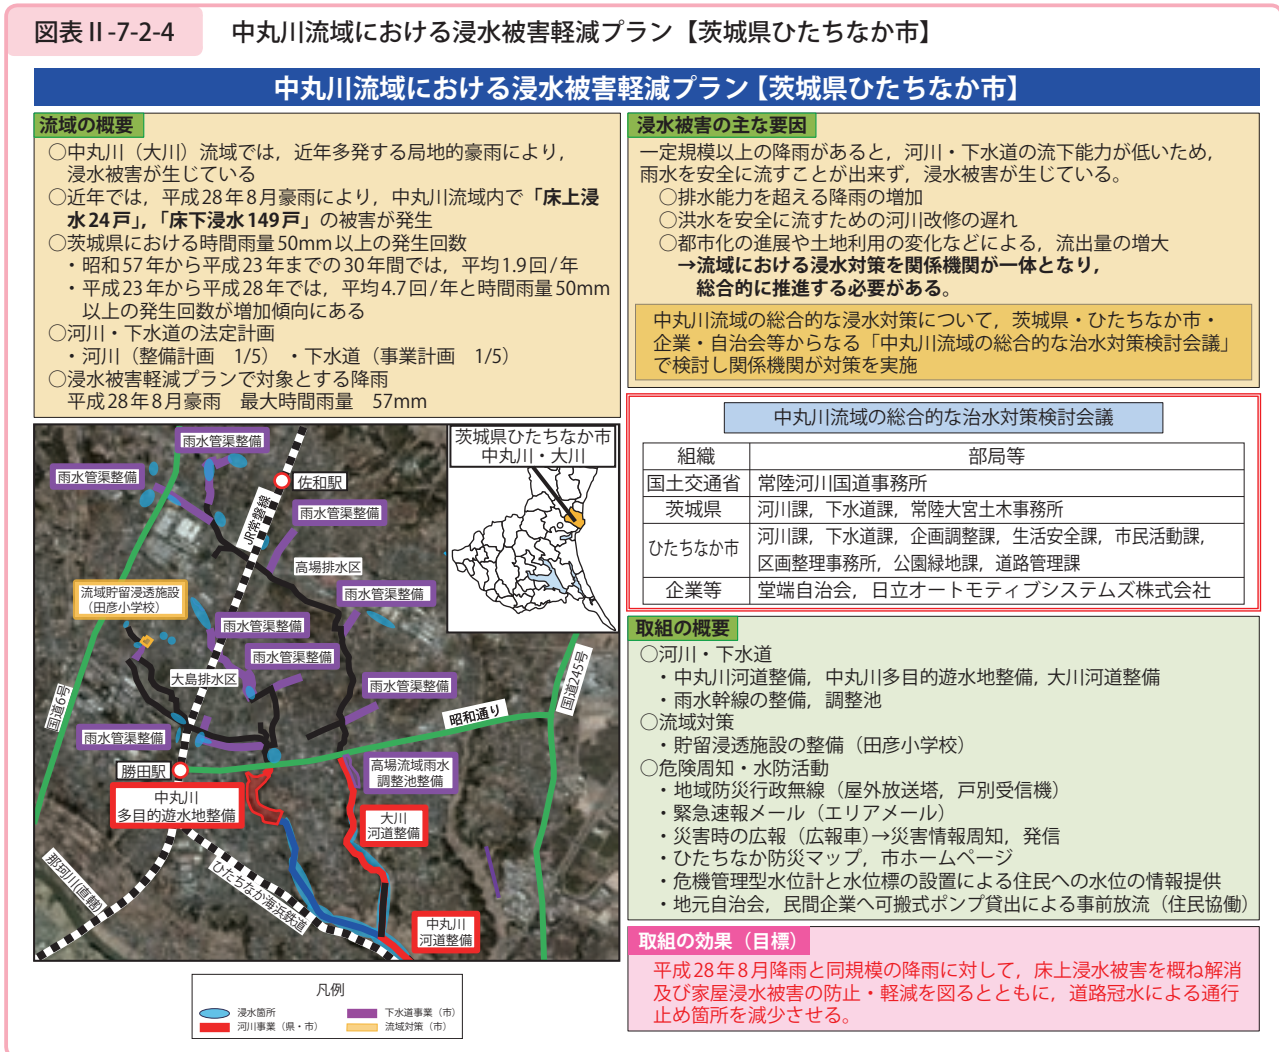 図表Ⅱ-7-2-4 中丸川流域における浸水被害軽減プラン【茨城県ひたちなか市】
中丸川流域における浸水被害軽減プラン【茨城県ひたちなか市】
流域の概要
○中丸川（大川）流域では，近年多発する局地的豪雨により，
浸水被害が生じている
○近年では，平成28年8月豪雨により，中丸川流域内で「床上浸
水24戸」，「床下浸水149戸」の被害が発生
○茨城県における時間雨量50mm以上の発生回数
・昭和57年から平成23年までの30年間では，平均1.9回/年
・平成23年から平成28年では，平均4.7回/年と時間雨量50mm
以上の発生回数が増加傾向にある
○河川・下水道の法定計画
・河川（整備計画　1/5）　・下水道（事業計画　1/5）
○浸水被害軽減プランで対象とする降雨
平成28年8月豪雨　最大時間雨量　57mm
浸水被害の主な要因
一定規模以上の降雨があると，河川・下水道の流下能力が低いため，
雨水を安全に流すことが出来ず，浸水被害が生じている。
○排水能力を超える降雨の増加
○洪水を安全に流すための河川改修の遅れ
○都市化の進展や土地利用の変化などによる，流出量の増大
→流域における浸水対策を関係機関が一体となり，
総合的に推進する必要がある。
中丸川流域の総合的な浸水対策について，茨城県・ひたちなか市・
企業・自治会等からなる「中丸川流域の総合的な治水対策検討会議」
で検討し関係機関が対策を実施
中丸川流域の総合的な治水対策検討会議
組織 部局等
国土交通省 常陸河川国道事務所
茨城県 河川課，下水道課，常陸大宮土木事務所
ひたちなか市 河川課，下水道課，企画調整課，生活安全課，市民活動課，
区画整理事務所，公園緑地課，道路管理課
企業等 堂端自治会，日立オートモティブシステムズ株式会社
取組の概要
○河川・下水道
・中丸川河道整備，中丸川多目的遊水地整備，大川河道整備
・雨水幹線の整備，調整池
○流域対策
・貯留浸透施設の整備（田彦小学校）
○危険周知・水防活動
・地域防災行政無線（屋外放送塔，戸別受信機）
・緊急速報メール（エリアメール）
・災害時の広報（広報車）→災害情報周知，発信
・ひたちなか防災マップ，市ホームページ
・危機管理型水位計と水位標の設置による住民への水位の情報提供
・地元自治会，民間企業へ可搬式ポンプ貸出による事前放流（住民協働）
取組の効果（目標）
平成28年8月降雨と同規模の降雨に対して，床上浸水被害を概ね解消
及び家屋浸水被害の防止・軽減を図るとともに，道路冠水による通行
止め箇所を減少させる。
雨水管渠整備
雨水管渠整備
佐和駅
JR常磐線
雨水管渠整備
茨城県ひたちなか市
中丸川・大川
高場排水区
流域貯留浸透施設
（田彦小学校）
雨水管渠整備
雨水管渠整備
雨水管渠整備
大島排水区
雨水管渠整備
国道6号
国道245号
昭和通り
雨水管渠整備
勝田駅
高場流域雨水
調整池整備
中丸川
多目的遊水地整備
大川
河道整備
那珂川(直轄)
ひたちなか海浜鉄道
中丸川
河道整備
凡例
浸水箇所 下水道事業（市）
河川事業（県・市） 流域対策（市）